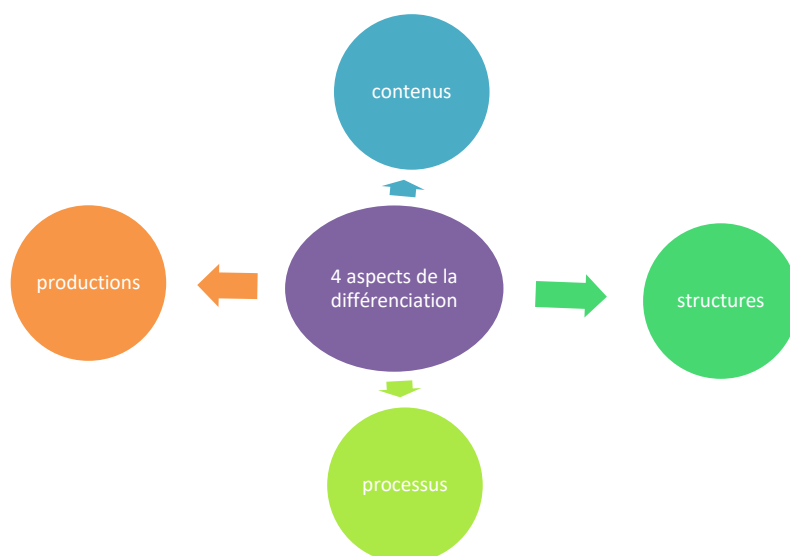 contenus
productions
4 aspects de la
différenciation
structures
processus